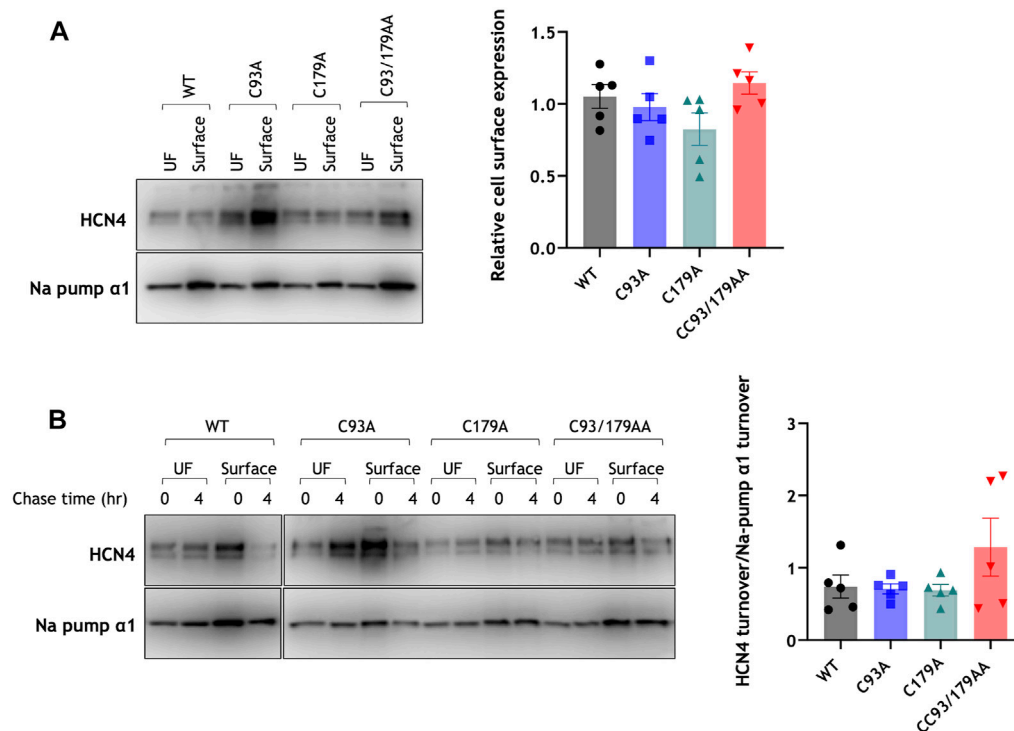 A
WT
C93A
C179A
C93/179AA
UF
Surface
UF
Surface
UF
Surface
UF
Surface
HCN4
Na pump α1
Relative cell surface expression
1.5
1.0
0.5
0.0
WT
C93A
C179A
CC93/179AA
B
WT C93A C179A C93/179AA
UF Surface UF Surface UF Surface UF Surface
Chase time (hr) 0 4 0 4 0 4 0 4 0 4 0 4 0 4 0 4
HCN4
Na pump α1
HCN4 turnover/Na-pump α1 turnover
3
2
1
0
WT
C93A
C179A
CC93/179AA